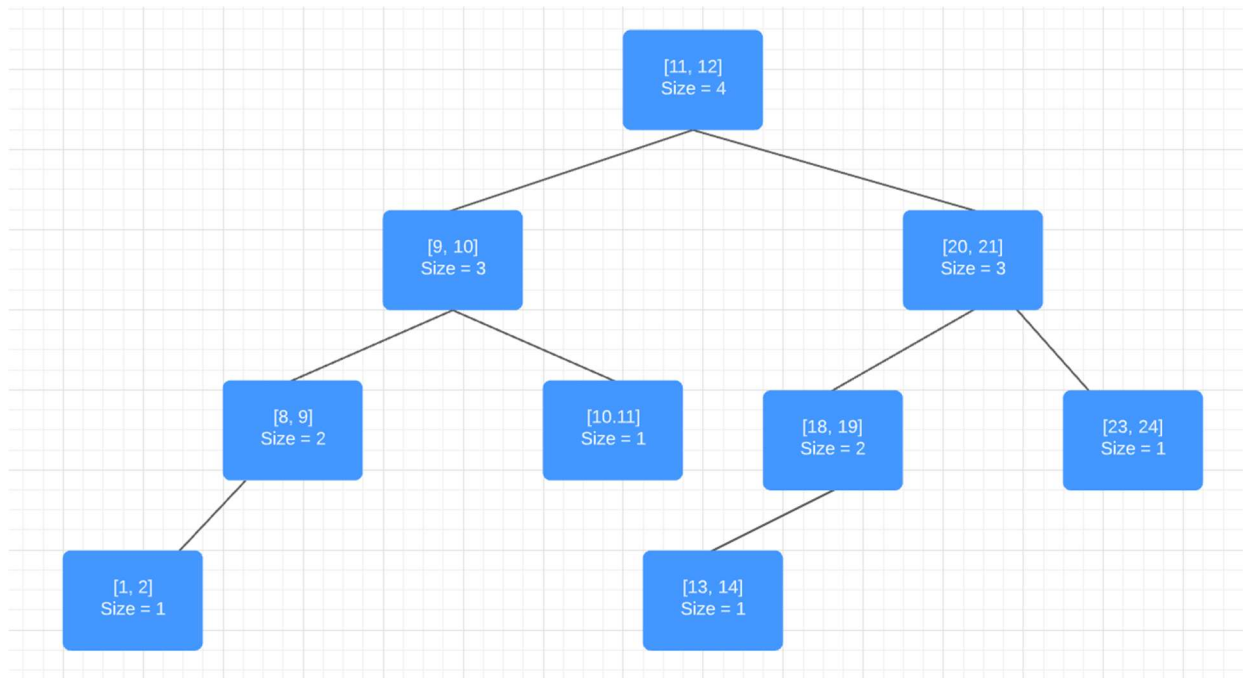 [11, 12]
Size = 4
[9, 10]
Size = 3
[20, 21]
Size = 3
[8, 9]
Size = 2
[10.11]
Size = 1
[18, 19]
Size = 2
[23, 24]
Size = 1
[1, 2]
Size = 1
[13, 14]
Size = 1